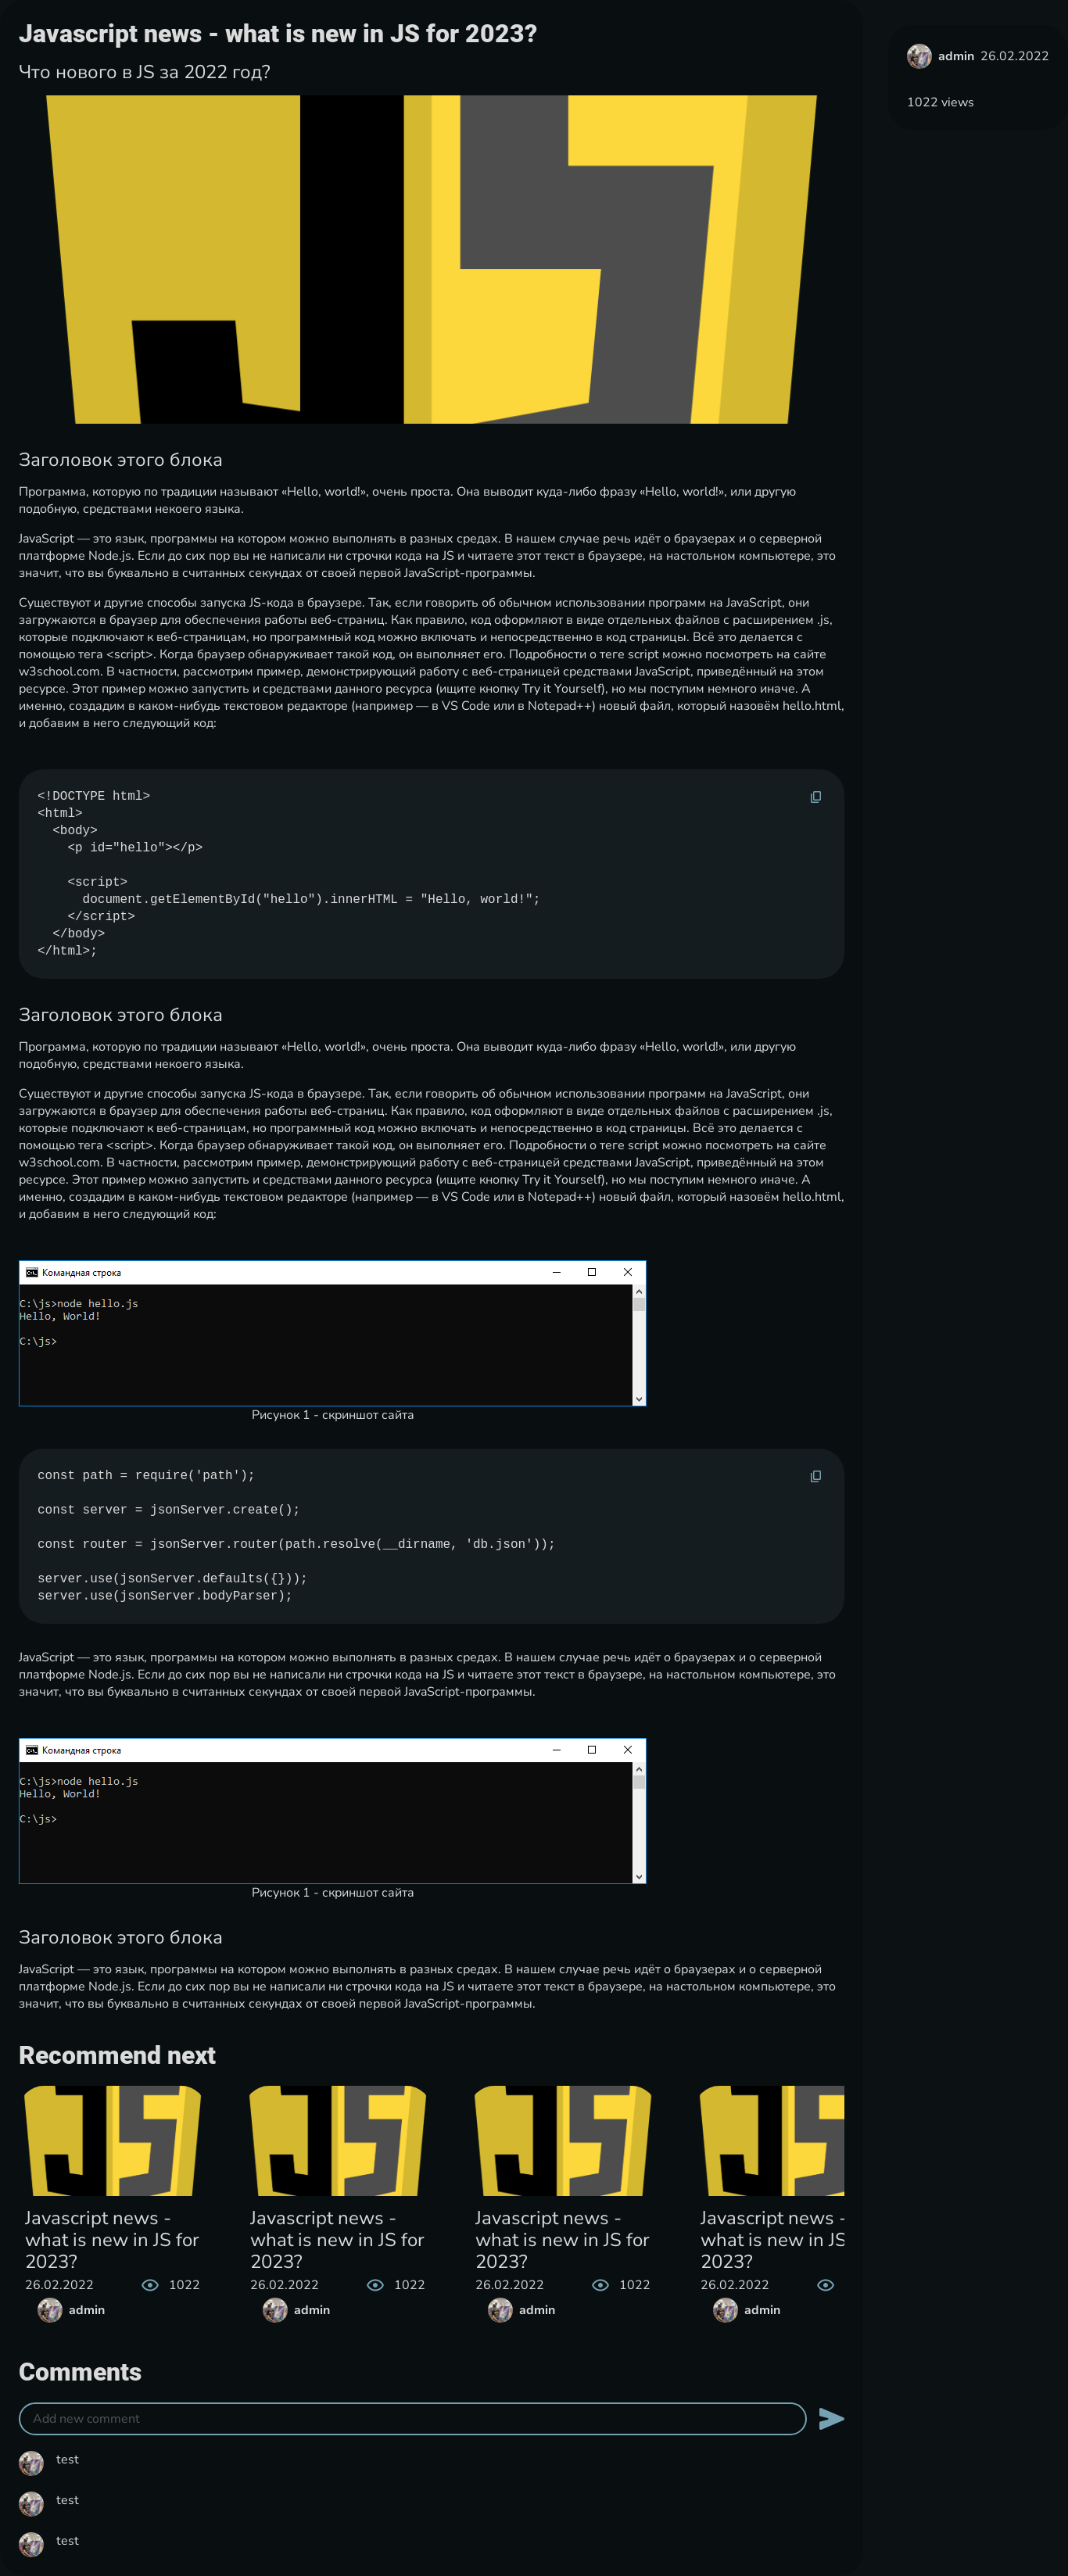 Javascript news - what is new in JS for 2023?
Что нового в JS за 2022 год?
admin 26.02.2022
1022 views
JS
Заголовок этого блока
Программа, которую по традиции называют «Hello, world!», очень проста. Она выводит куда-либо фразу «Hello, world!», или другую
подобную, средствами некоего языка.
JavaScript — это язык, программы на котором можно выполнять в разных средах. В нашем случае речь идёт о браузерах и о серверной
платформе Node.js. Если до сих пор вы не написали ни строчки кода на JS и читаете этот текст в браузере, на настольном компьютере, это
значит, что вы буквально в считанных секундах от своей первой JavaScript-программы.
Существуют и другие способы запуска JS-кода в браузере. Так, если говорить об обычном использовании программ на JavaScript, они
загружаются в браузер для обеспечения работы веб-страниц. Как правило, код оформляют в виде отдельных файлов с расширением .js,
которые подключают к веб-страницам, но программный код можно включать и непосредственно в код страницы. Всё это делается с
помощью тега <script>. Когда браузер обнаруживает такой код, он выполняет его. Подробности о теге script можно посмотреть на сайте
w3school.com. В частности, рассмотрим пример, демонстрирующий работу с веб-страницей средствами JavaScript, приведённый на этом
ресурсе. Этот пример можно запустить и средствами данного ресурса (ищите кнопку Try it Yourself), но мы поступим немного иначе. А
именно, создадим в каком-нибудь текстовом редакторе (например — в VS Code или в Notepad++) новый файл, который назовём hello.html,
и добавим в него следующий код:
<!DOCTYPE html>
<html>
  <body>
    <p id="hello"></p>
    <script>
      document.getElementById("hello").innerHTML = "Hello, world!";
    </script>
  </body>
</html>;
Заголовок этого блока
Программа, которую по традиции называют «Hello, world!», очень проста. Она выводит куда-либо фразу «Hello, world!», или другую
подобную, средствами некоего языка.
Существуют и другие способы запуска JS-кода в браузере. Так, если говорить об обычном использовании программ на JavaScript, они
загружаются в браузер для обеспечения работы веб-страниц. Как правило, код оформляют в виде отдельных файлов с расширением .js,
которые подключают к веб-страницам, но программный код можно включать и непосредственно в код страницы. Всё это делается с
помощью тега <script>. Когда браузер обнаруживает такой код, он выполняет его. Подробности о теге script можно посмотреть на сайте
w3school.com. В частности, рассмотрим пример, демонстрирующий работу с веб-страницей средствами JavaScript, приведённый на этом
ресурсе. Этот пример можно запустить и средствами данного ресурса (ищите кнопку Try it Yourself), но мы поступим немного иначе. А
именно, создадим в каком-нибудь текстовом редакторе (например — в VS Code или в Notepad++) новый файл, который назовём hello.html,
и добавим в него следующий код:
Командная строка
C:\js>node hello.js
Hello, World!
C:\js>
Рисунок 1 - скриншот сайта
const path = require('path');
const server = jsonServer.create();
const router = jsonServer.router(path.resolve(__dirname, 'db.json'));
server.use(jsonServer.defaults({}));
server.use(jsonServer.bodyParser);
JavaScript — это язык, программы на котором можно выполнять в разных средах. В нашем случае речь идёт о браузерах и о серверной
платформе Node.js. Если до сих пор вы не написали ни строчки кода на JS и читаете этот текст в браузере, на настольном компьютере, это
значит, что вы буквально в считанных секундах от своей первой JavaScript-программы.
Командная строка
C:\js>node hello.js
Hello, World!
C:\js>
Рисунок 1 - скриншот сайта
Заголовок этого блока
JavaScript — это язык, программы на котором можно выполнять в разных средах. В нашем случае речь идёт о браузерах и о серверной
платформе Node.js. Если до сих пор вы не написали ни строчки кода на JS и читаете этот текст в браузере, на настольном компьютере, это
значит, что вы буквально в считанных секундах от своей первой JavaScript-программы.
Recommend next
JS JS JS JS
Javascript news - Javascript news - Javascript news - Javascript news -
what is new in JS for what is new in JS for what is new in JS for what is new in JS
2023? 2023? 2023? 2023?
26.02.2022 1022 26.02.2022 1022 26.02.2022 1022 26.02.2022
admin admin admin admin
Comments
Add new comment
test
test
test